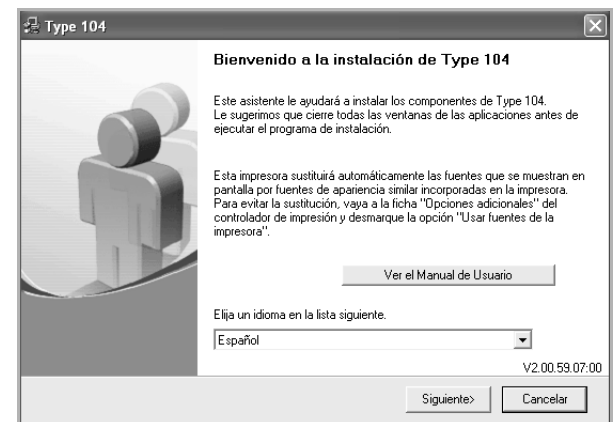 Type 104
Bienvenido a la instalación de Type 104
Este asistente le ayudará a instalar los componentes de Type 104.
Le sugerimos que cierre todas las ventanas de las aplicaciones antes de
ejecutar el programa de instalación.
Esta impresora sustituirá automáticamente las fuentes que se muestran en
pantalla por fuentes de apariencia similar incorporadas en la impresora.
Para evitar la sustitución, vaya a la ficha "Opciones adicionales" del
controlador de impresión y desmarque la opción "Usar fuentes de la
impresora".
Ver el Manual de Usuario
Elija un idioma en la lista siguiente.
Español
V2.00.59.07:00
Siguiente> Cancelar